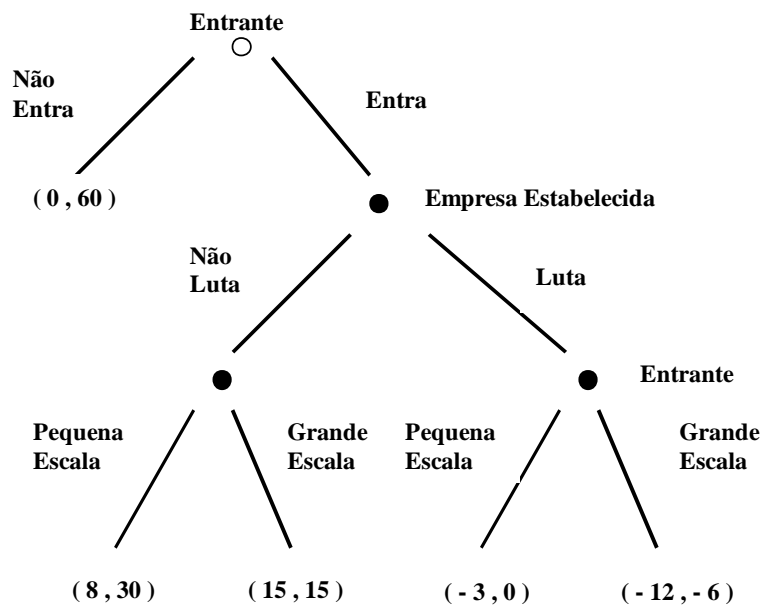 Entrante
Não
Entra
Entra
( 0 , 60 )
Empresa Estabelecida
Não
Luta
Luta
Entrante
Pequena
Escala
Grande
Escala
Pequena
Escala
Grande
Escala
( 8 , 30 )
( 15 , 15 )
( - 3 , 0 )
( - 12 , - 6 )